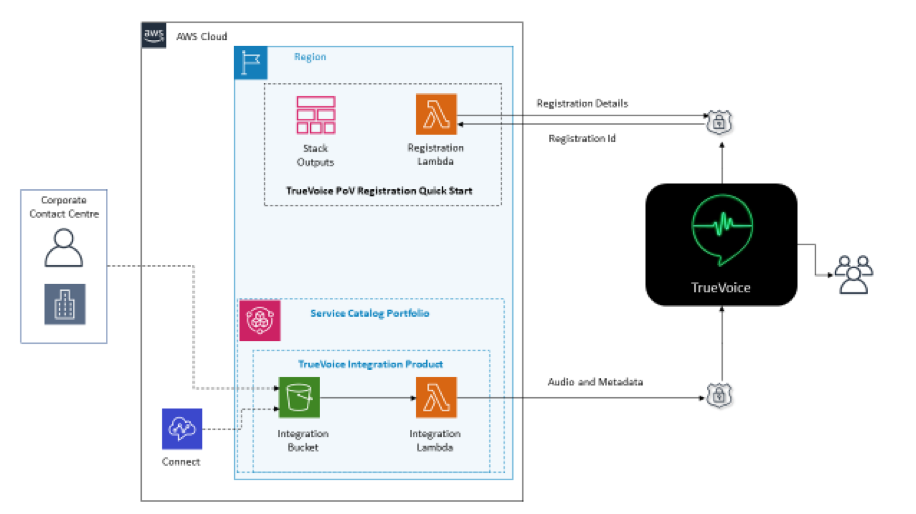 aws
AWS Cloud
Region
Registration Details
Registration Id
Stack
Outputs
Registration
Lambda
TrueVoice PoV Registration Quick Start
Corporate
Contact Centre
TrueVoice
Service Catalog Portfolio
TrueVoice Integration Product
Audio and Metadata
Integration
Bucket
Integration
Lambda
Connect